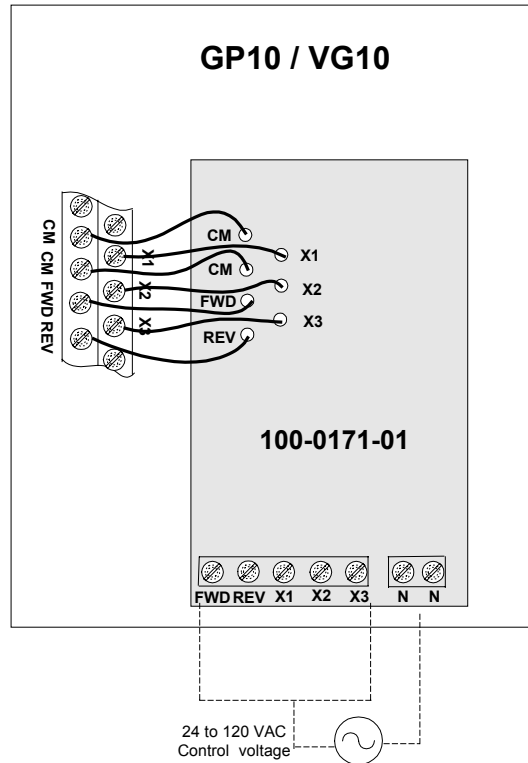 GP10 / VG10
CM CM FWD REV
X1 X2 X3
CM
X1
CM
X2
FWD
X3
REV
100-0171-01
FWD REV X1 X2 X3 N N
24 to 120 VAC
Control voltage